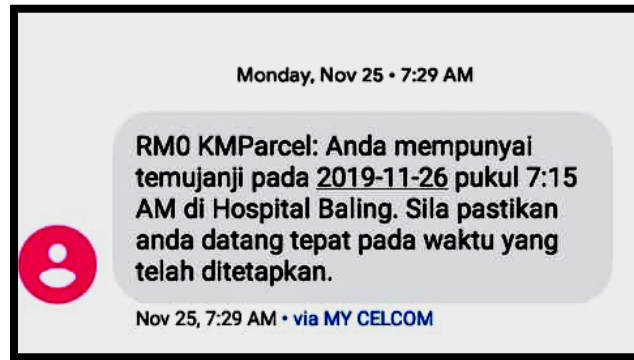 Monday, Nov 25 • 7:29 AM
RM0 KMParcel: Anda mempunyai
temujanji pada 2019-11-26 pukul 7:15
AM di Hospital Baling. Sila pastikan
anda datang tepat pada waktu yang
telah ditetapkan.
Nov 25, 7:29 AM • via MY CELCOM